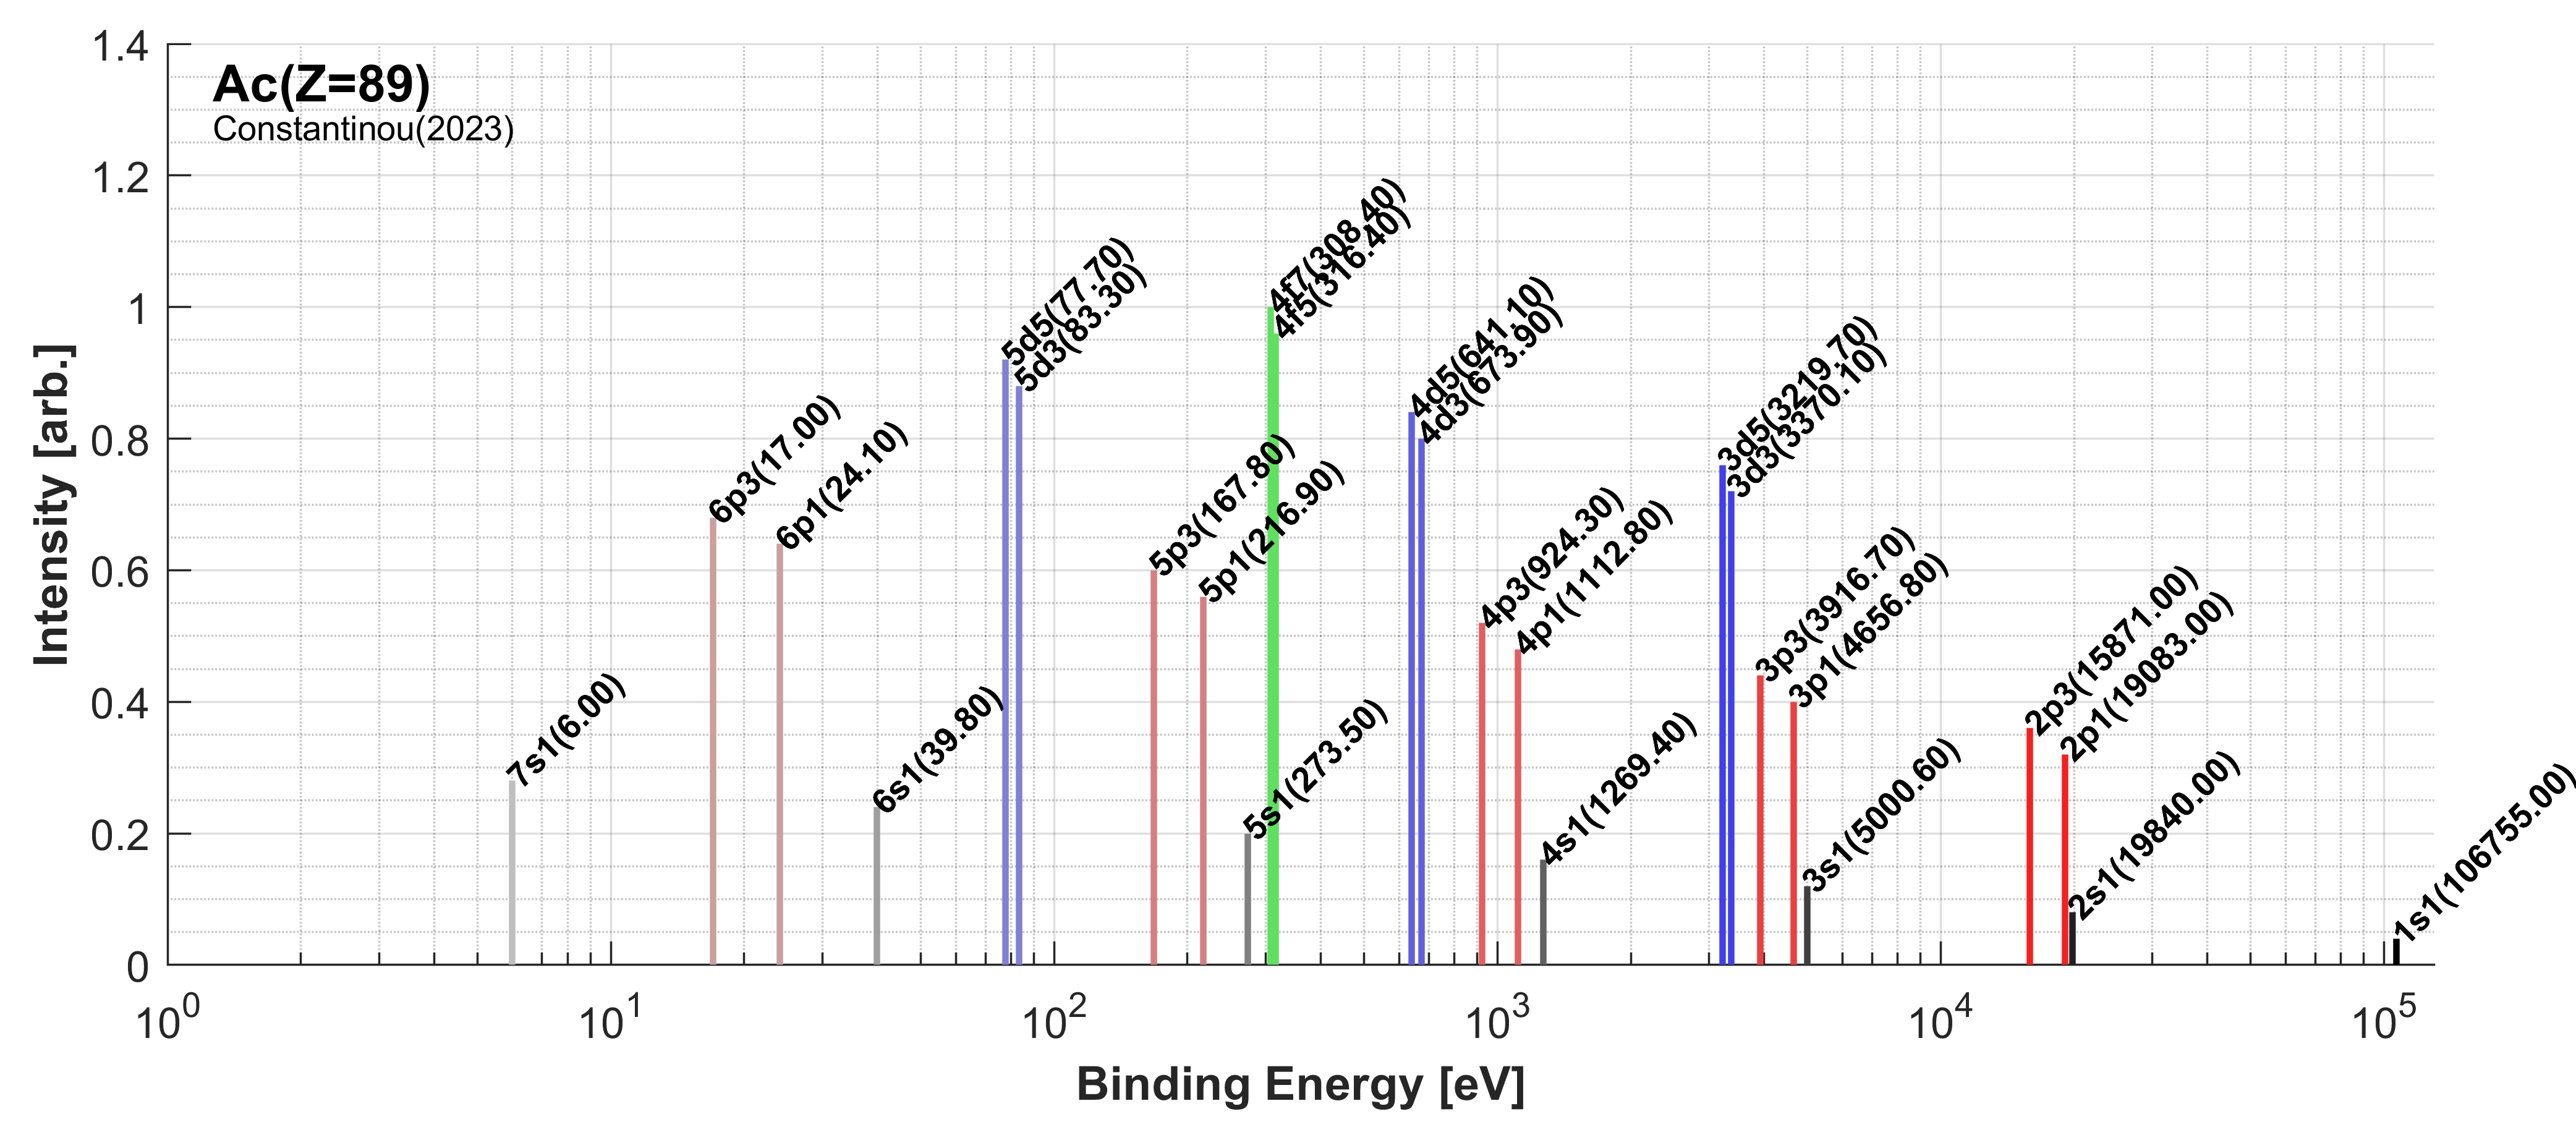 Ac(Z=89)
Constantinou(2023)
Intensity [arb.]
1.4
1.2
1
0.8
0.6
0.4
0.2
0
7s1(6.00)
6p3(17.00)
6p1(24.10)
6s1(39.80)
5d5(77.70)
5d3(83.30)
5p3(167.80)
5p1(216.90)
5s1(273.50)
4f7(308.40)
4f5(316.40)
4d5(641.10)
4d3(673.90)
4p3(924.30)
4p1(1112.80)
4s1(1269.40)
3d5(3219.70)
3d3(3370.10)
3p3(3916.70)
3p1(4656.80)
3s1(5000.60)
2p3(15871.00)
2p1(19083.00)
2s1(19840.00)
1s1(106755.00)
10^0 10^1 10^2 10^3 10^4 10^5
Binding Energy [eV]